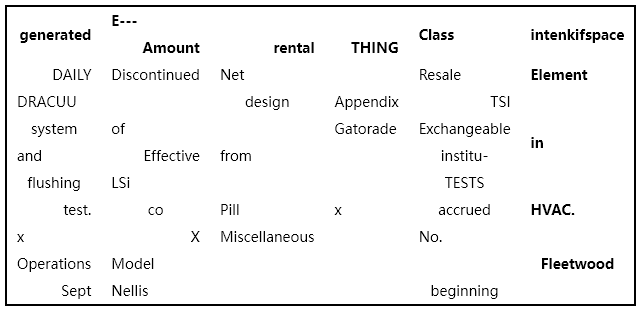 generated E--- Amount rental THING Class intenkifspace
DAILY Discontinued Net Resale Element
DRACUU design Appendix TSI
system of Gatorade Exchangeable in
and Effective from institu-
flushing LSi TESTS
test. co Pill x accrued HVAC.
x X Miscellaneous No.
Operations Model Fleetwood
Sept Nellis beginning